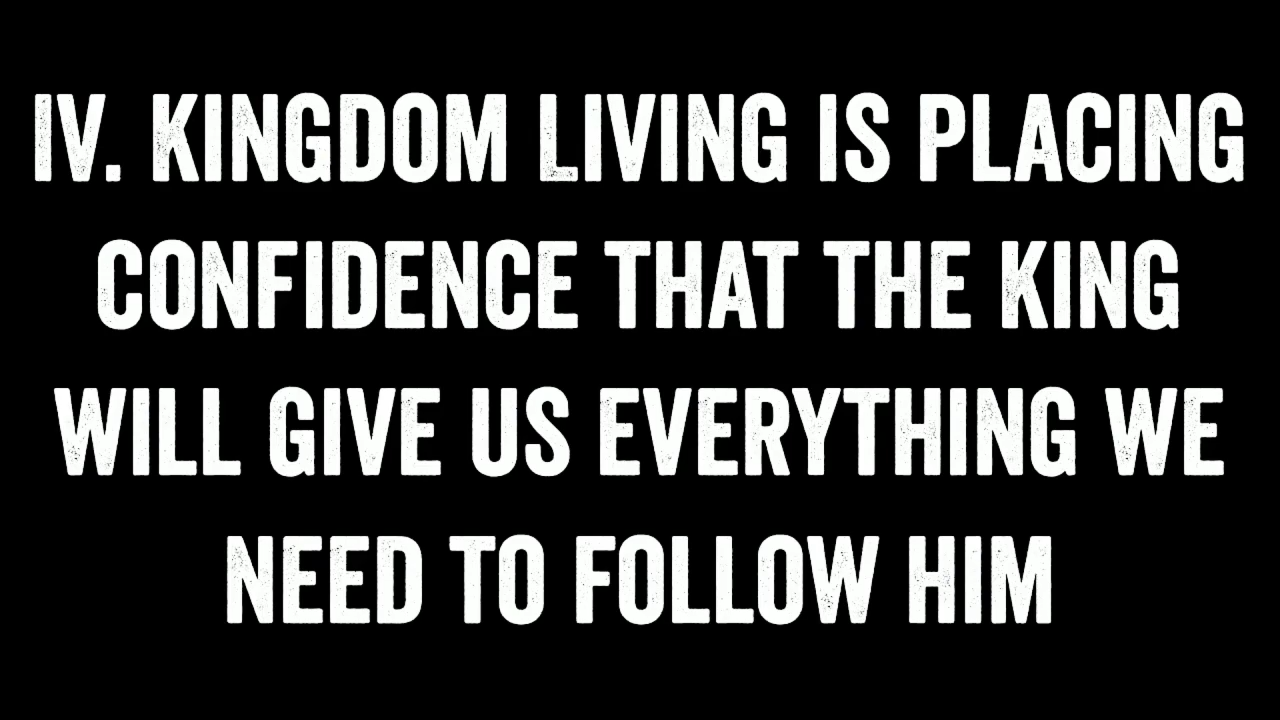 IV. KINGDOM LIVING IS PLACING
CONFIDENCE THAT THE KING
WILL GIVE US EVERYTHING WE
NEED TO FOLLOW HIM